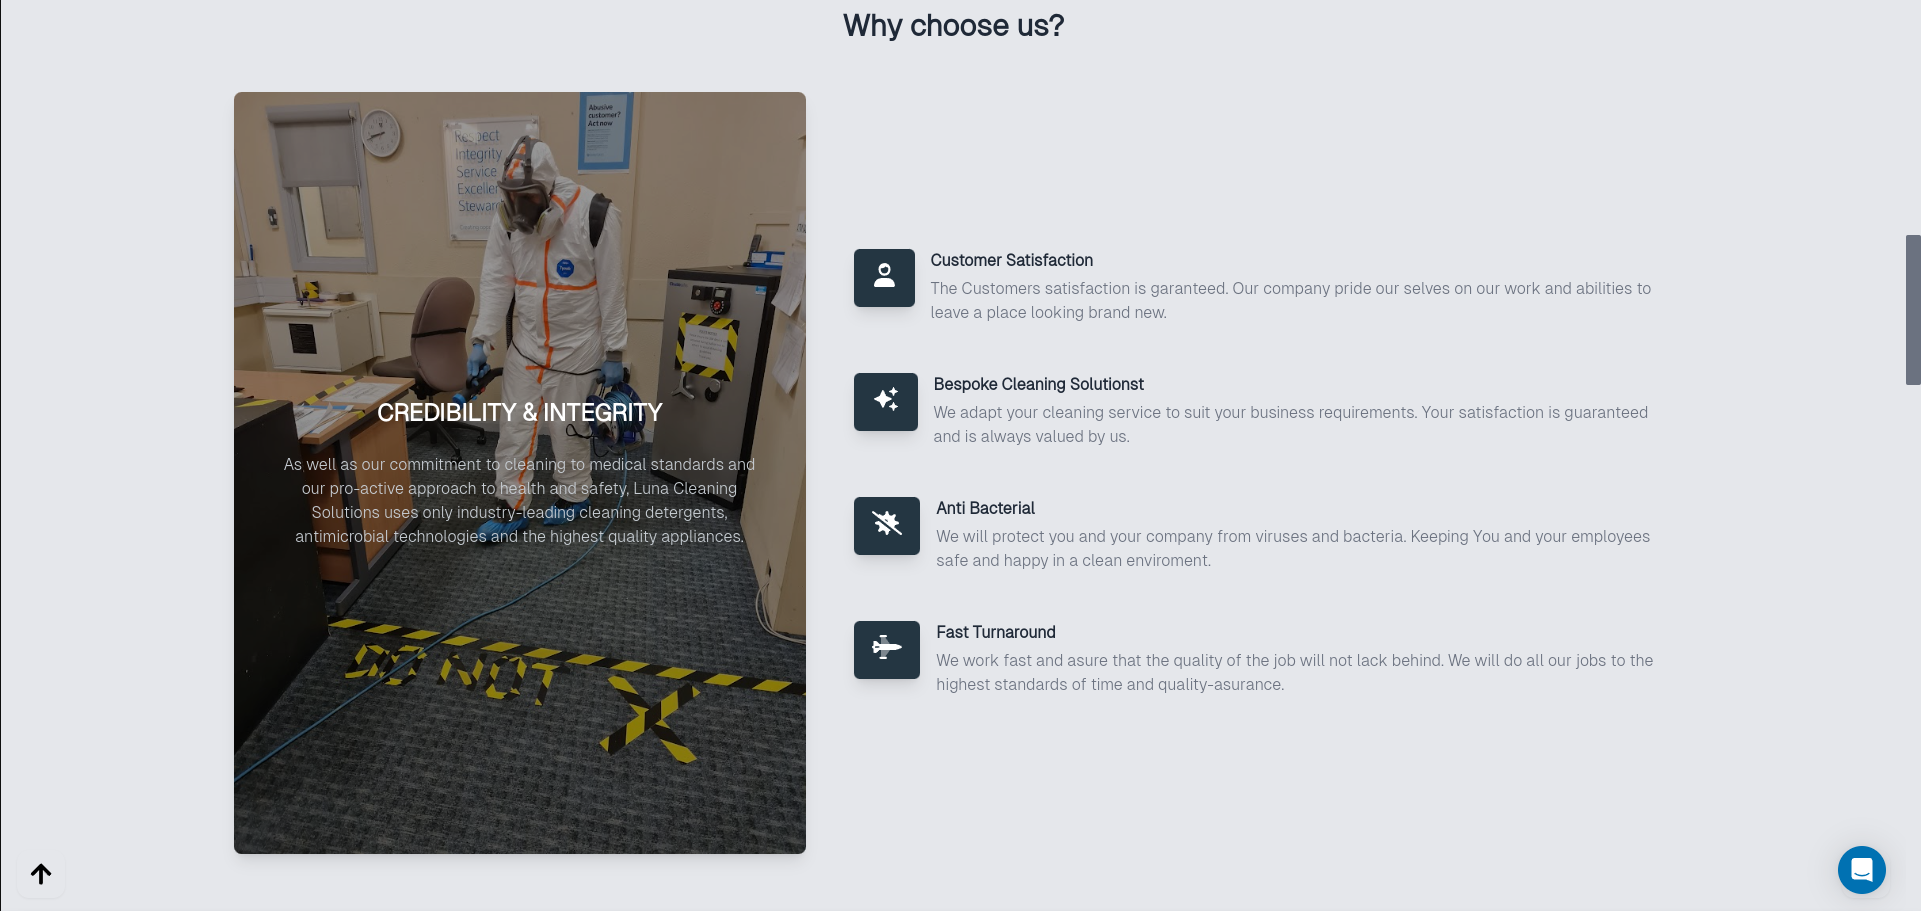 Why choose us?
Abusive
customer?
Act now
Respect
Integrity
Service
Excellen
Steward
CREDIBILITY & INTEGRITY
As well as our commitment to cleaning to medical standards and
our pro-active approach to health and safety, Luna Cleaning
Solutions uses only industry-leading cleaning detergents,
antimicrobial technologies and the highest quality appliances.
DO NOT
X
Customer Satisfaction
The Customers satisfaction is garanteed. Our company pride our selves on our work and abilities to
leave a place looking brand new.
Bespoke Cleaning Solutionst
We adapt your cleaning service to suit your business requirements. Your satisfaction is guaranteed
and is always valued by us.
Anti Bacterial
We will protect you and your company from viruses and bacteria. Keeping You and your employees
safe and happy in a clean enviroment.
Fast Turnaround
We work fast and asure that the quality of the job will not lack behind. We will do all our jobs to the
highest standards of time and quality-asurance.